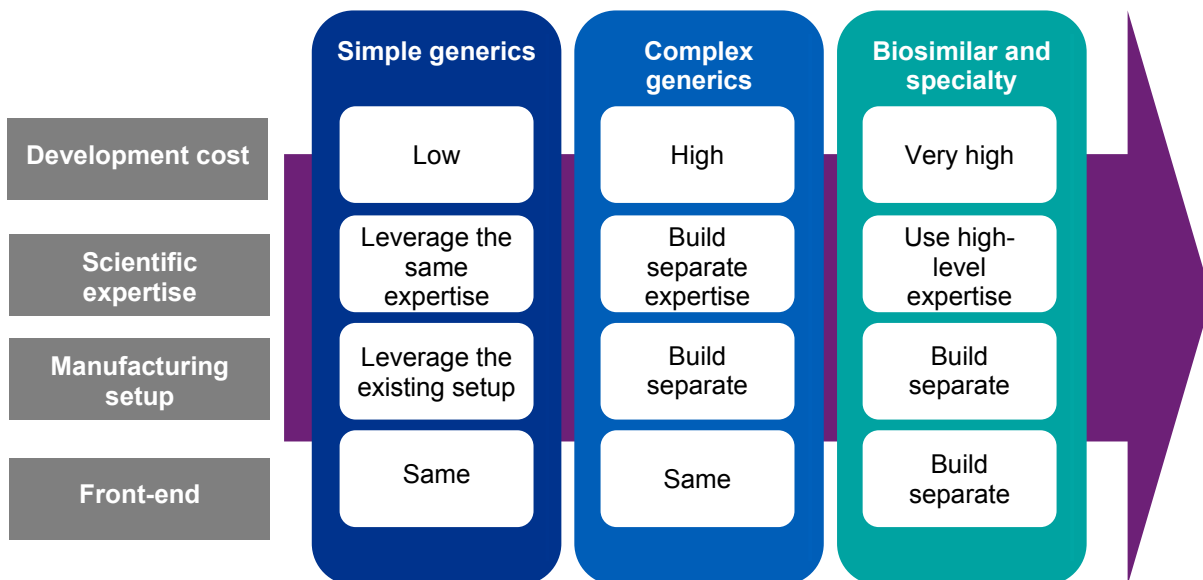 Simple generics
Complex
generics
Biosimilar and
specialty
Development cost
Low
High
Very high
Scientific
expertise
Leverage the
same
expertise
Build
separate
expertise
Use high-
level
expertise
Manufacturing
setup
Leverage the
existing setup
Build
separate
Build
separate
Front-end
Same
Same
Build
separate